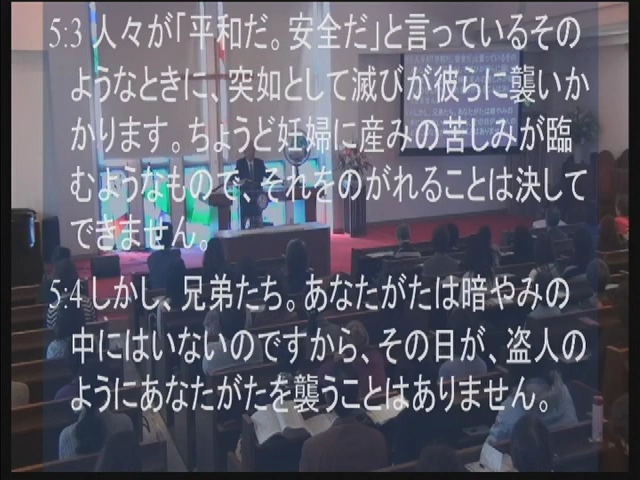 5:3 人々が「平和だ。安全だ」と言っているその
ようなときに、突如として滅びが彼らに襲いか
かります。ちょうど妊婦に産みの苦しみが臨
むようなもので、それをのがれることは決して
できません。
5:4 しかし、兄弟たち。あなたがたは暗やみの
中にはいないのですから、その日が、盗人の
ようにあなたがたを襲うことはありません。